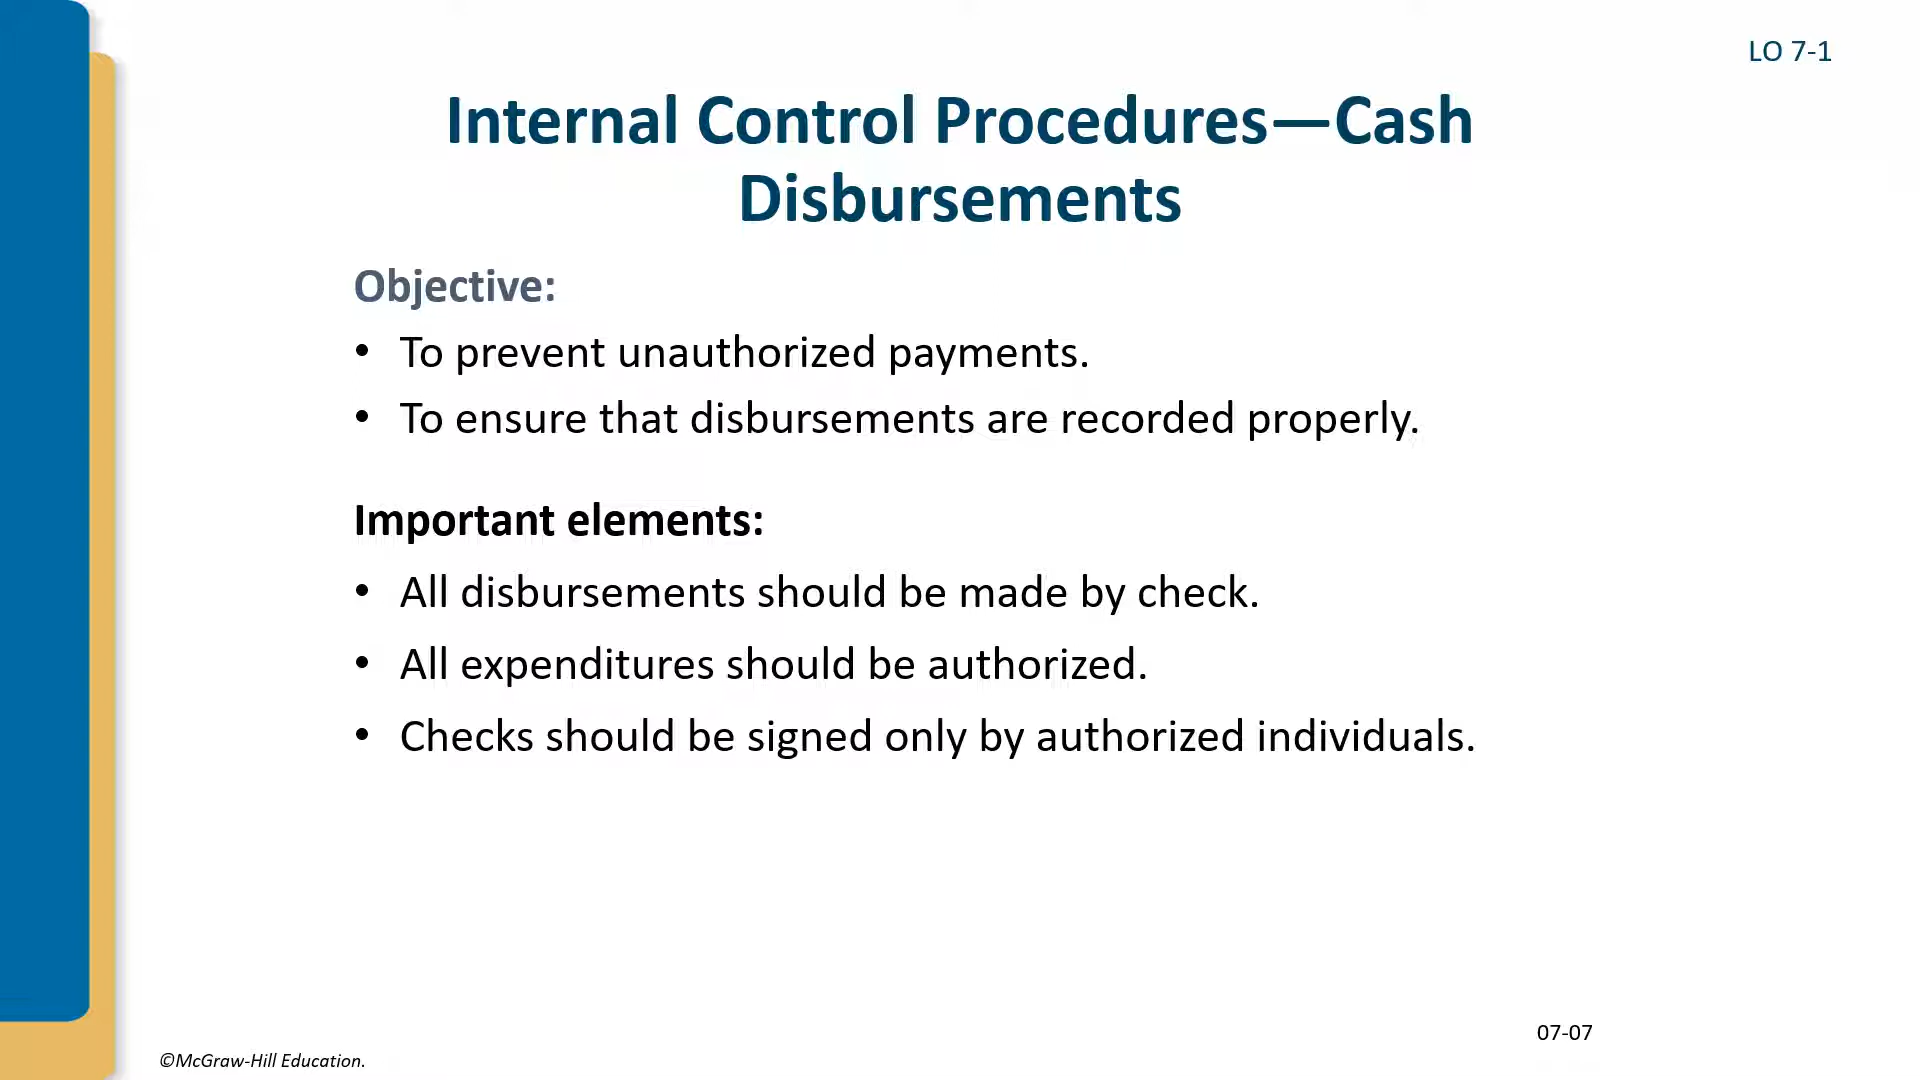 LO 7-1
Internal Control Procedures—Cash
Disbursements
Objective:
• To prevent unauthorized payments.
• To ensure that disbursements are recorded properly.
Important elements:
• All disbursements should be made by check.
• All expenditures should be authorized.
• Checks should be signed only by authorized individuals.
07-07
©McGraw-Hill Education.